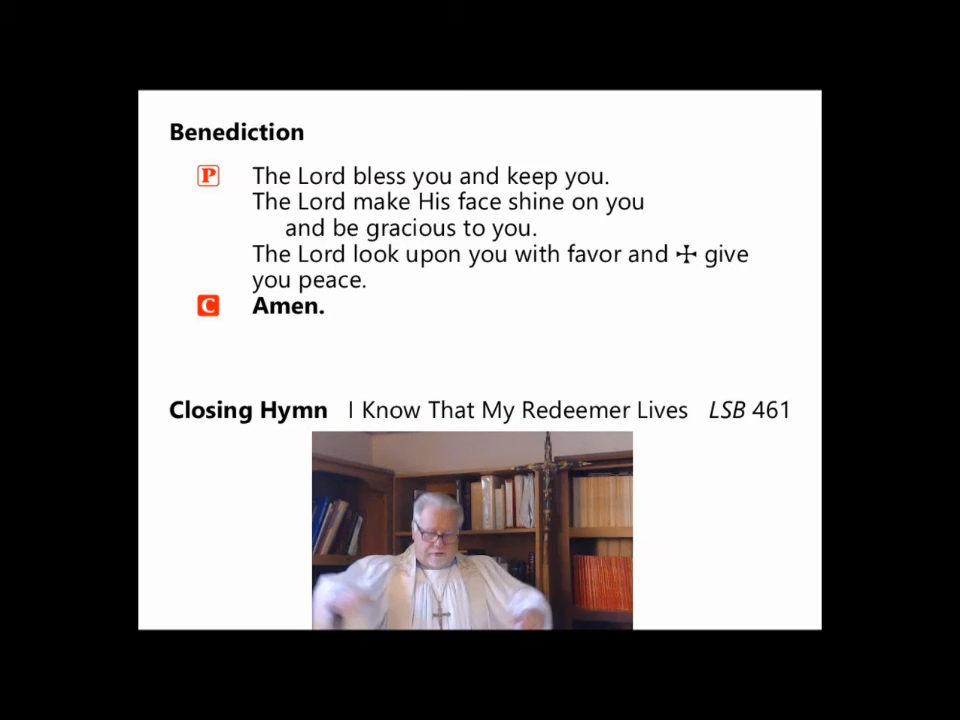 Benediction
P The Lord bless you and keep you.
The Lord make His face shine on you
and be gracious to you.
The Lord look upon you with favor and ☩ give
you peace.
C Amen.
Closing Hymn I Know That My Redeemer Lives LSB 461